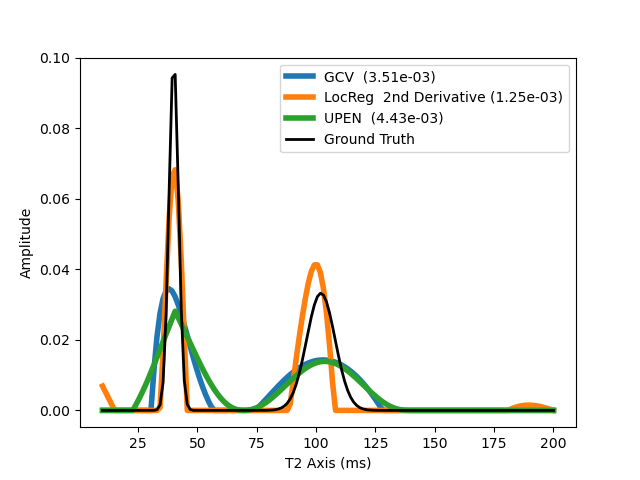 0.10
0.08
0.06
0.04
0.02
0.00
Amplitude
GCV  (3.51e-03)
LocReg  2nd Derivative (1.25e-03)
UPEN  (4.43e-03)
Ground Truth
25 50 75 100 125 150 175 200
T2 Axis (ms)